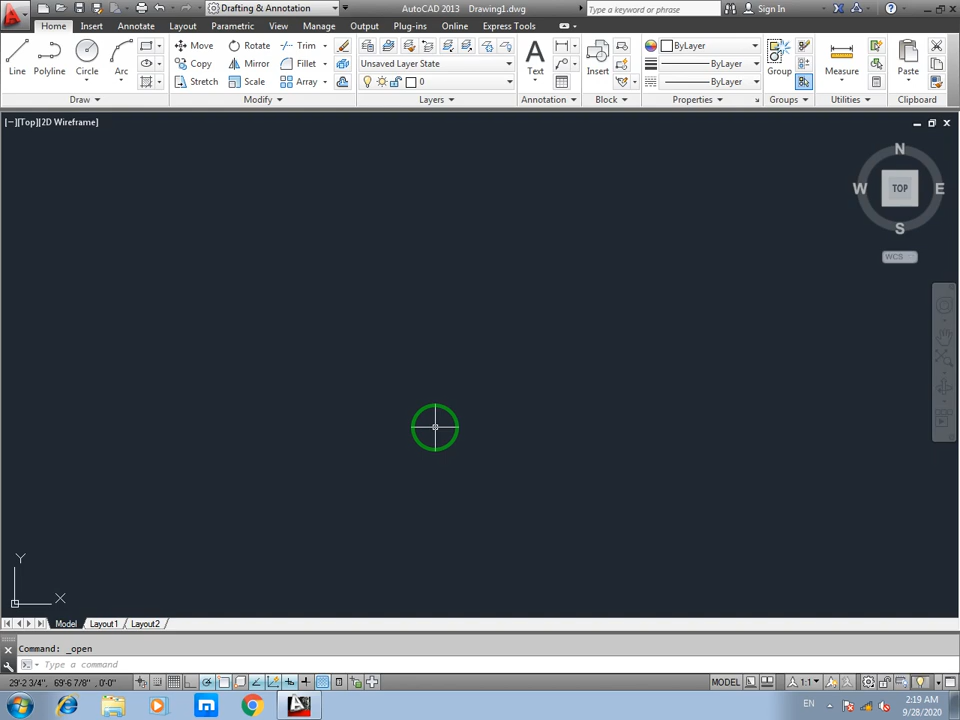 Drafting & Annotation
AutoCAD 2013 Drawing1.dwg
Type a keyword or phrase
Sign In
Home Insert Annotate Layout Parametric View Manage Output Plug-ins Online Express Tools
Line Polyline Circle Arc
Move Rotate Trim
Copy Mirror Fillet
Stretch Scale Array
Unsaved Layer State
0
Text
Insert
ByLayer
ByLayer
ByLayer
Group
Measure
Paste
Draw Modify Layers Annotation Block Properties Groups Utilities Clipboard
[−][Top][2D Wireframe]
N
W TOP E
S
WCS
Y
X
Model Layout1 Layout2
Command: _open
Type a command
29'-2 3/4", 69'-6 7/8" , 0'-0"
MODEL
1:1
EN
2:19 AM
9/28/2020